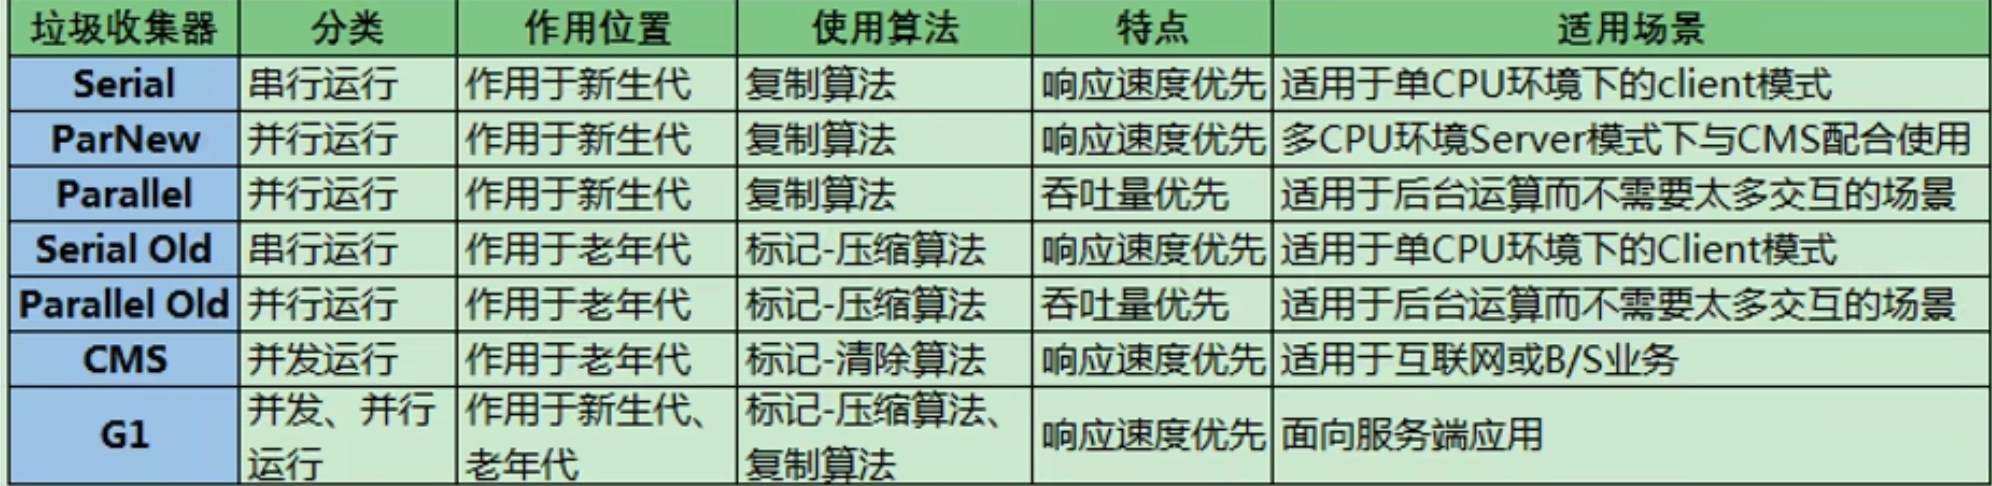 垃圾收集器 分类 作用位置 使用算法 特点 适用场景
Serial 串行运行 作用于新生代 复制算法 响应速度优先 适用于单CPU环境下的client模式
ParNew 并行运行 作用于新生代 复制算法 响应速度优先 多CPU环境Server模式下与CMS配合使用
Parallel 并行运行 作用于新生代 复制算法 吞吐量优先 适用于后台运算而不需要太多交互的场景
Serial Old 串行运行 作用于老年代 标记-压缩算法 响应速度优先 适用于单CPU环境下的Client模式
Parallel Old 并行运行 作用于老年代 标记-压缩算法 吞吐量优先 适用于后台运算而不需要太多交互的场景
CMS 并发运行 作用于老年代 标记-清除算法 响应速度优先 适用于互联网或B/S业务
G1 并发、并行 作用于新生代、 标记-压缩算法、 响应速度优先 面向服务端应用
运行 老年代 复制算法